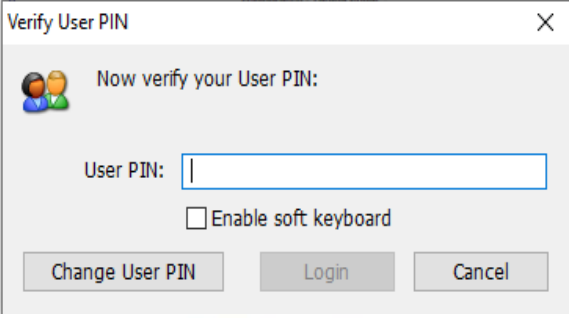 Verify User PIN
Now verify your User PIN:
User PIN:
Enable soft keyboard
Change User PIN Login Cancel